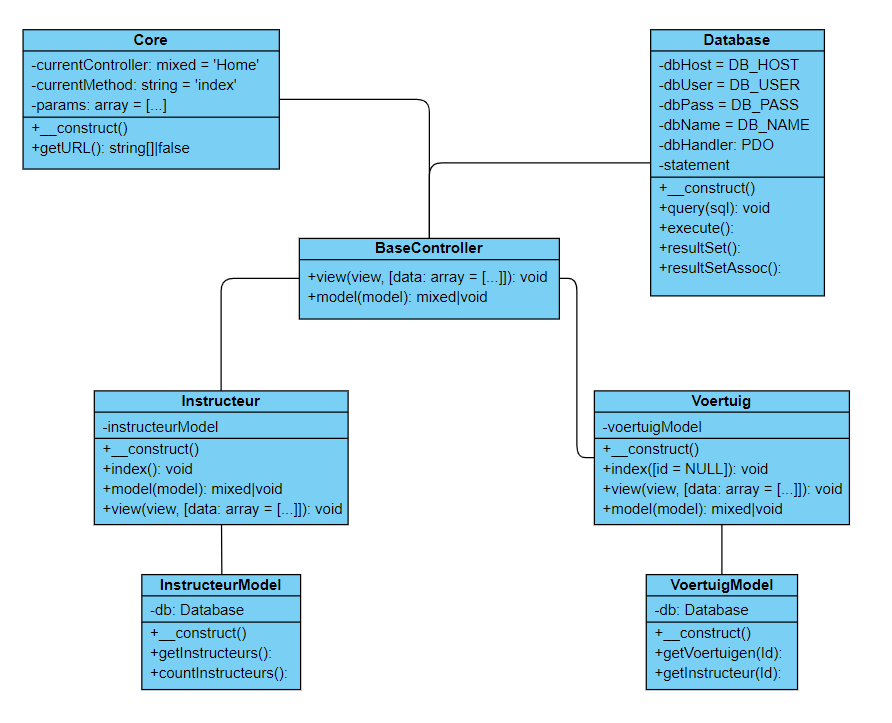 Core
-currentController: mixed = 'Home'
-currentMethod: string = 'index'
-params: array = [...]
+__construct()
+getURL(): string[]|false
Database
-dbHost = DB_HOST
-dbUser = DB_USER
-dbPass = DB_PASS
-dbName = DB_NAME
-dbHandler: PDO
-statement
+__construct()
+query(sql): void
+execute():
+resultSet():
+resultSetAssoc():
BaseController
+view(view, [data: array = [...]]): void
+model(model): mixed|void
Instructeur
-instructeurModel
+__construct()
+index(): void
+model(model): mixed|void
+view(view, [data: array = [...]]): void
Voertuig
-voertuigModel
+__construct()
+index([id = NULL]): void
+view(view, [data: array = [...]]): void
+model(model): mixed|void
InstructeurModel
-db: Database
+__construct()
+getInstructeurs():
+countInstructeurs():
VoertuigModel
-db: Database
+__construct()
+getVoertuigen(Id):
+getInstructeur(Id):